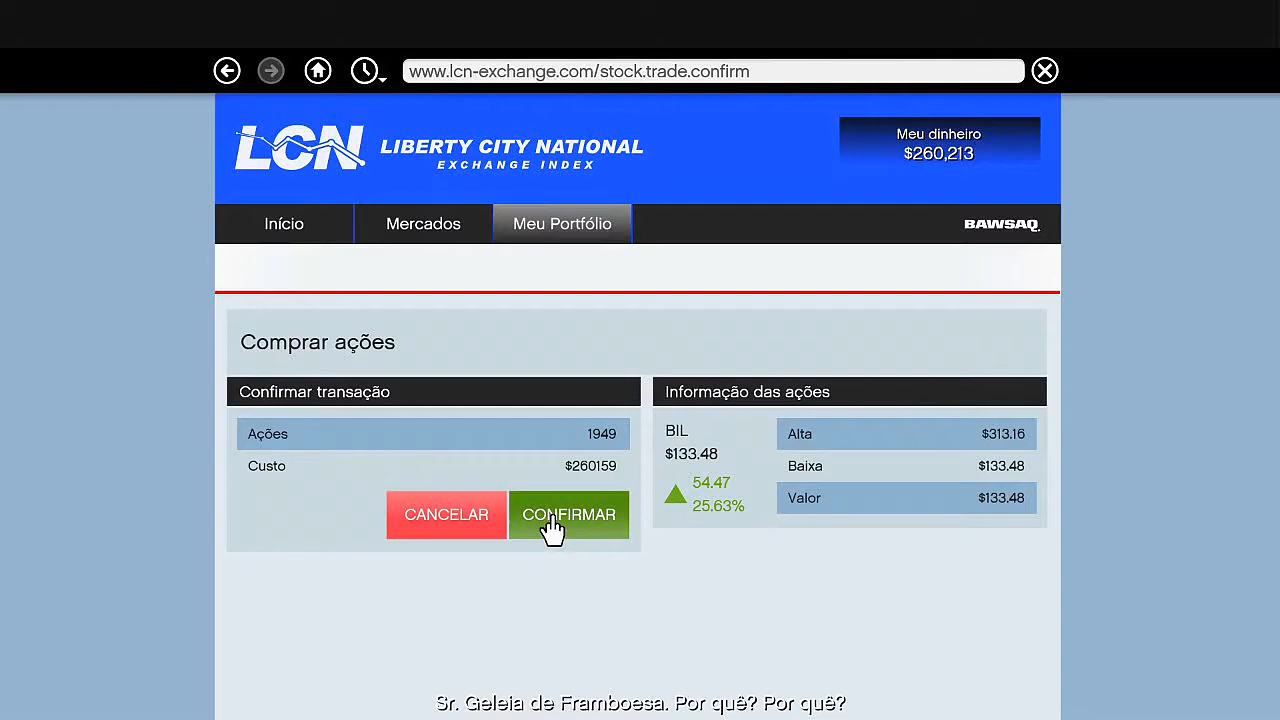 www.lcn-exchange.com/stock.trade.confirm
LCN LIBERTY CITY NATIONAL
EXCHANGE INDEX
Meu dinheiro
$260,213
Início Mercados Meu Portfólio BAWSAQ
Comprar ações
Confirmar transação
Ações 1949
Custo $260159
CANCELAR CONFIRMAR
Informação das ações
BIL
$133.48
54.47
25.63%
Alta $313.16
Baixa $133.48
Valor $133.48
Sr. Geleia de Framboesa. Por quê? Por quê?